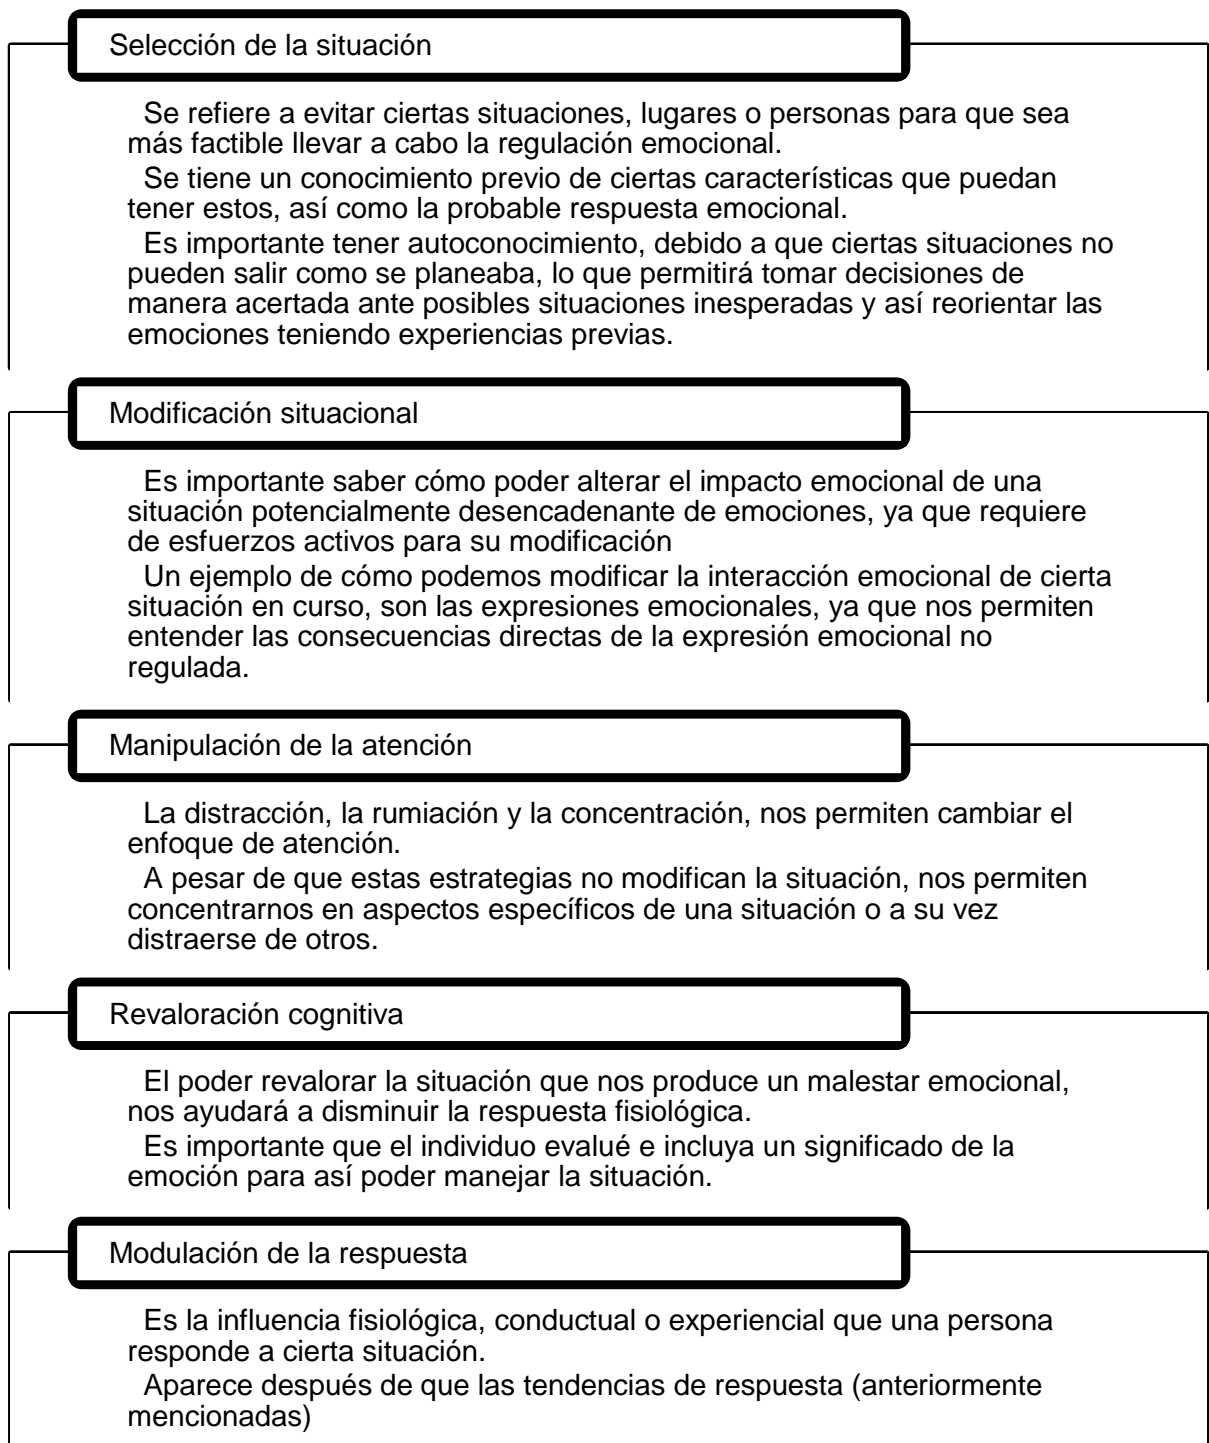 Selección de la situación
Se refiere a evitar ciertas situaciones, lugares o personas para que sea
más factible llevar a cabo la regulación emocional.
Se tiene un conocimiento previo de ciertas características que puedan
tener estos, así como la probable respuesta emocional.
Es importante tener autoconocimiento, debido a que ciertas situaciones no
pueden salir como se planeaba, lo que permitirá tomar decisiones de
manera acertada ante posibles situaciones inesperadas y así reorientar las
emociones teniendo experiencias previas.
Modificación situacional
Es importante saber cómo poder alterar el impacto emocional de una
situación potencialmente desencadenante de emociones, ya que requiere
de esfuerzos activos para su modificación
Un ejemplo de cómo podemos modificar la interacción emocional de cierta
situación en curso, son las expresiones emocionales, ya que nos permiten
entender las consecuencias directas de la expresión emocional no
regulada.
Manipulación de la atención
La distracción, la rumiación y la concentración, nos permiten cambiar el
enfoque de atención.
A pesar de que estas estrategias no modifican la situación, nos permiten
concentrarnos en aspectos específicos de una situación o a su vez
distraerse de otros.
Revaloración cognitiva
El poder revalorar la situación que nos produce un malestar emocional,
nos ayudará a disminuir la respuesta fisiológica.
Es importante que el individuo evalué e incluya un significado de la
emoción para así poder manejar la situación.
Modulación de la respuesta
Es la influencia fisiológica, conductual o experiencial que una persona
responde a cierta situación.
Aparece después de que las tendencias de respuesta (anteriormente
mencionadas)